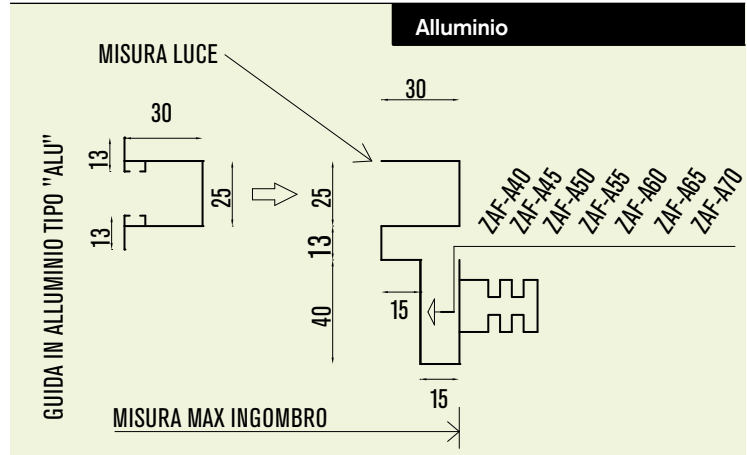 Alluminio
MISURA LUCE
30
30
GUIDA IN ALLUMINIO TIPO "ALU"
13
25
13
25
13
40
15
15
ZAF-A40
ZAF-A45
ZAF-A50
ZAF-A55
ZAF-A60
ZAF-A65
ZAF-A70
MISURA MAX INGOMBRO